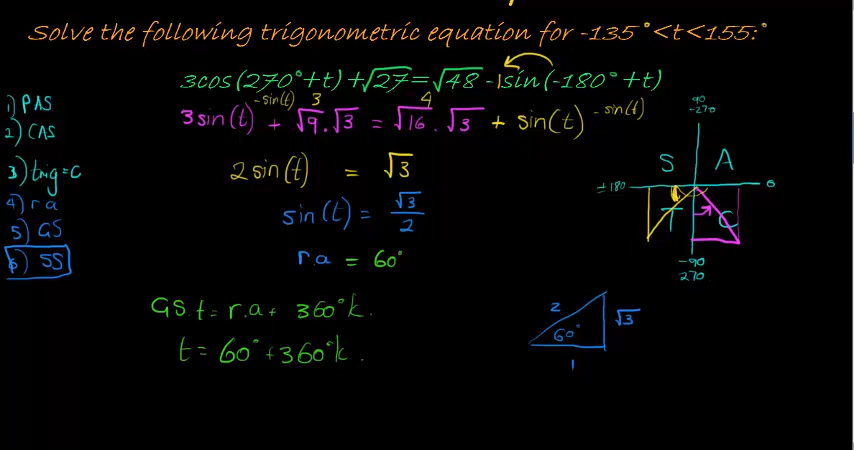 Solve the following trigonometric equation for -135°<t<155:°
3cos(270°+t)+√27=√48 -1sin(-180°+t)
-sin(t) 3 4 -sin(t)
3sin(t) + √9.√3 = √16.√3 + sin(t)
2sin(t) = √3
sin(t) = √3/2
r.a = 60°
GS. t = r.a + 360°k.
t = 60° + 360°k.
1) PAS
2) CAS
3) trig = C
4) r a
5) GS
6) SS
90
-270
S A
±180 0
T C
-90
270
2 √3
60°
1